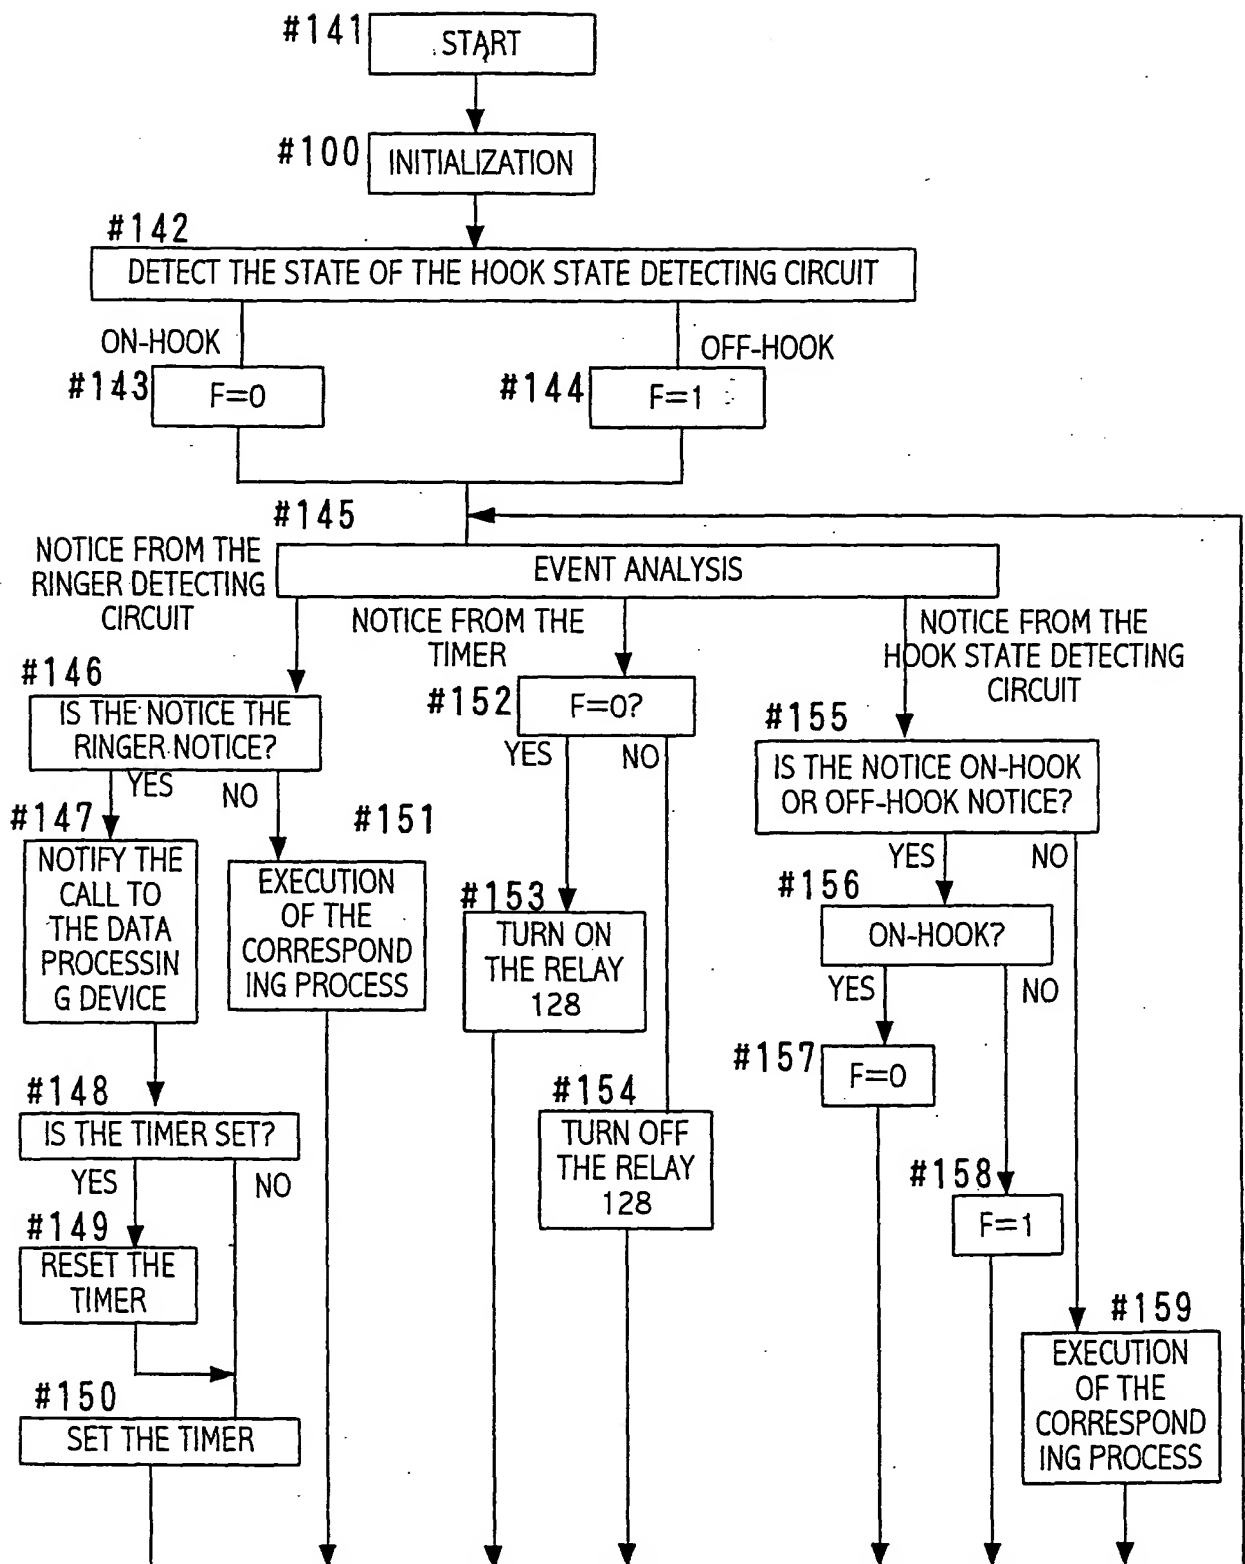 #141
START
#100
INITIALIZATION
#142
DETECT THE STATE OF THE HOOK STATE DETECTING CIRCUIT
ON-HOOK
OFF-HOOK
#143
F=0
#144
F=1
#145
EVENT ANALYSIS
NOTICE FROM THE
RINGER DETECTING
CIRCUIT
NOTICE FROM THE
TIMER
NOTICE FROM THE
HOOK STATE DETECTING
CIRCUIT
#146
IS THE NOTICE THE
RINGER NOTICE?
YES
NO
#147
NOTIFY THE
CALL TO
THE DATA
PROCESSIN
G DEVICE
#151
EXECUTION
OF THE
CORRESPOND
ING PROCESS
#148
IS THE TIMER SET?
YES
NO
#149
RESET THE
TIMER
#150
SET THE TIMER
#152
F=0?
YES
NO
#153
TURN ON
THE RELAY
128
#154
TURN OFF
THE RELAY
128
#155
IS THE NOTICE ON-HOOK
OR OFF-HOOK NOTICE?
YES
NO
#156
ON-HOOK?
YES
NO
#157
F=0
#158
F=1
#159
EXECUTION
OF THE
CORRESPOND
ING PROCESS